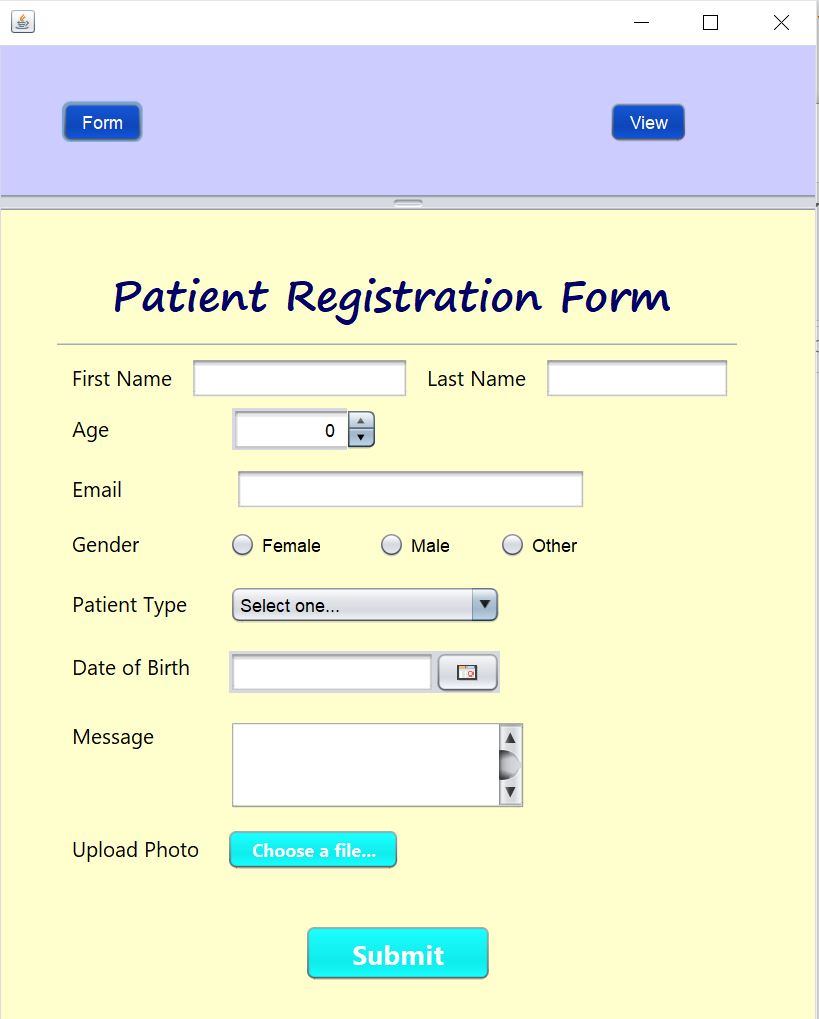 Form View
Patient Registration Form
First Name Last Name
Age 0
Email
Gender Female Male Other
Patient Type Select one...
Date of Birth
Message
Upload Photo Choose a file...
Submit